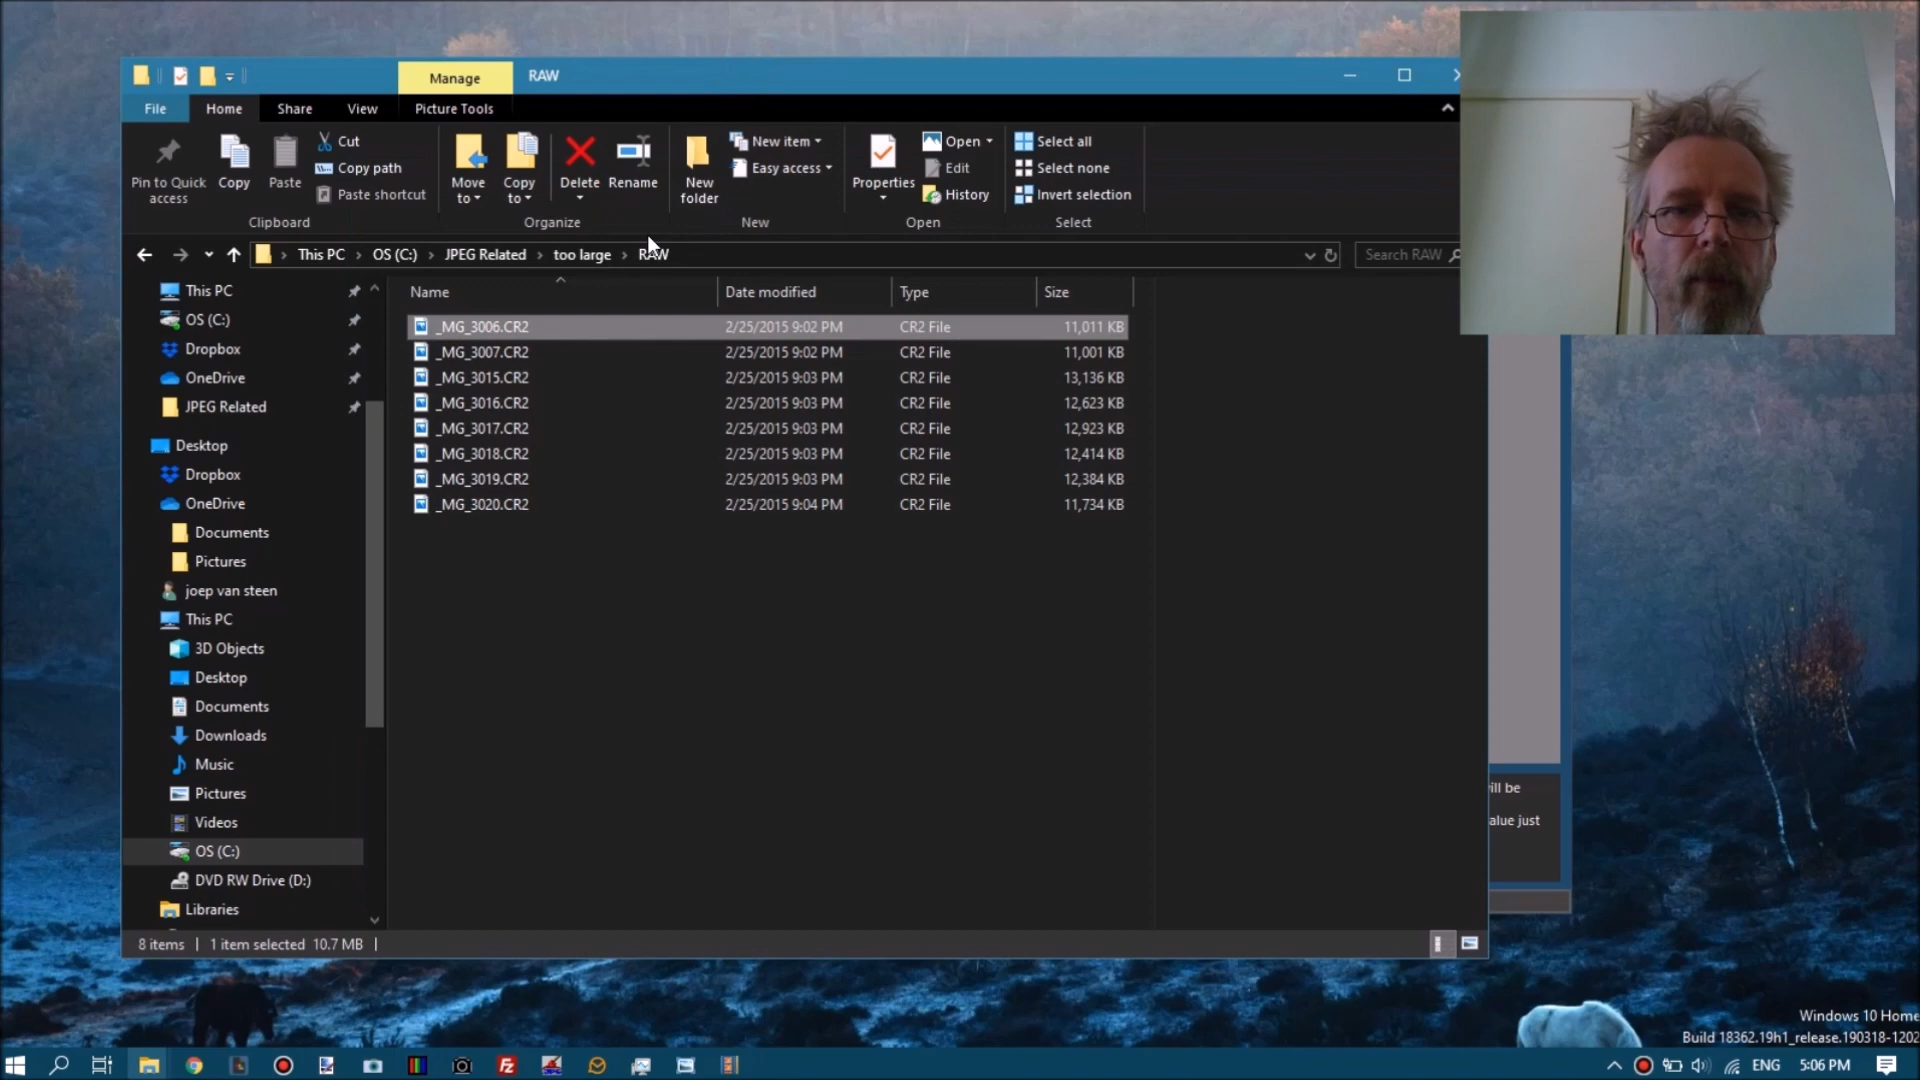 Manage
RAW
File
Home
Share
View
Picture Tools
Pin to Quick access
Copy
Paste
Cut
Copy path
Paste shortcut
Clipboard
Move to
Copy to
Delete
Rename
Organize
New folder
New item
Easy access
New
Properties
Open
Edit
History
Open
Select all
Select none
Invert selection
Select
This PC › OS (C:) › JPEG Related › too large › RAW
Search RAW
This PC
OS (C:)
Dropbox
OneDrive
JPEG Related
Desktop
Dropbox
OneDrive
Documents
Pictures
joep van steen
This PC
3D Objects
Desktop
Documents
Downloads
Music
Pictures
Videos
OS (C:)
DVD RW Drive (D:)
Libraries
Name Date modified Type Size
_MG_3006.CR2 2/25/2015 9:02 PM CR2 File 11,011 KB
_MG_3007.CR2 2/25/2015 9:02 PM CR2 File 11,001 KB
_MG_3015.CR2 2/25/2015 9:03 PM CR2 File 13,136 KB
_MG_3016.CR2 2/25/2015 9:03 PM CR2 File 12,623 KB
_MG_3017.CR2 2/25/2015 9:03 PM CR2 File 12,923 KB
_MG_3018.CR2 2/25/2015 9:03 PM CR2 File 12,414 KB
_MG_3019.CR2 2/25/2015 9:03 PM CR2 File 12,384 KB
_MG_3020.CR2 2/25/2015 9:04 PM CR2 File 11,734 KB
8 items | 1 item selected 10.7 MB |
ill be
alue just
Windows 10 Home
Build 18362.19h1_release.190318-1202
ENG
5:06 PM